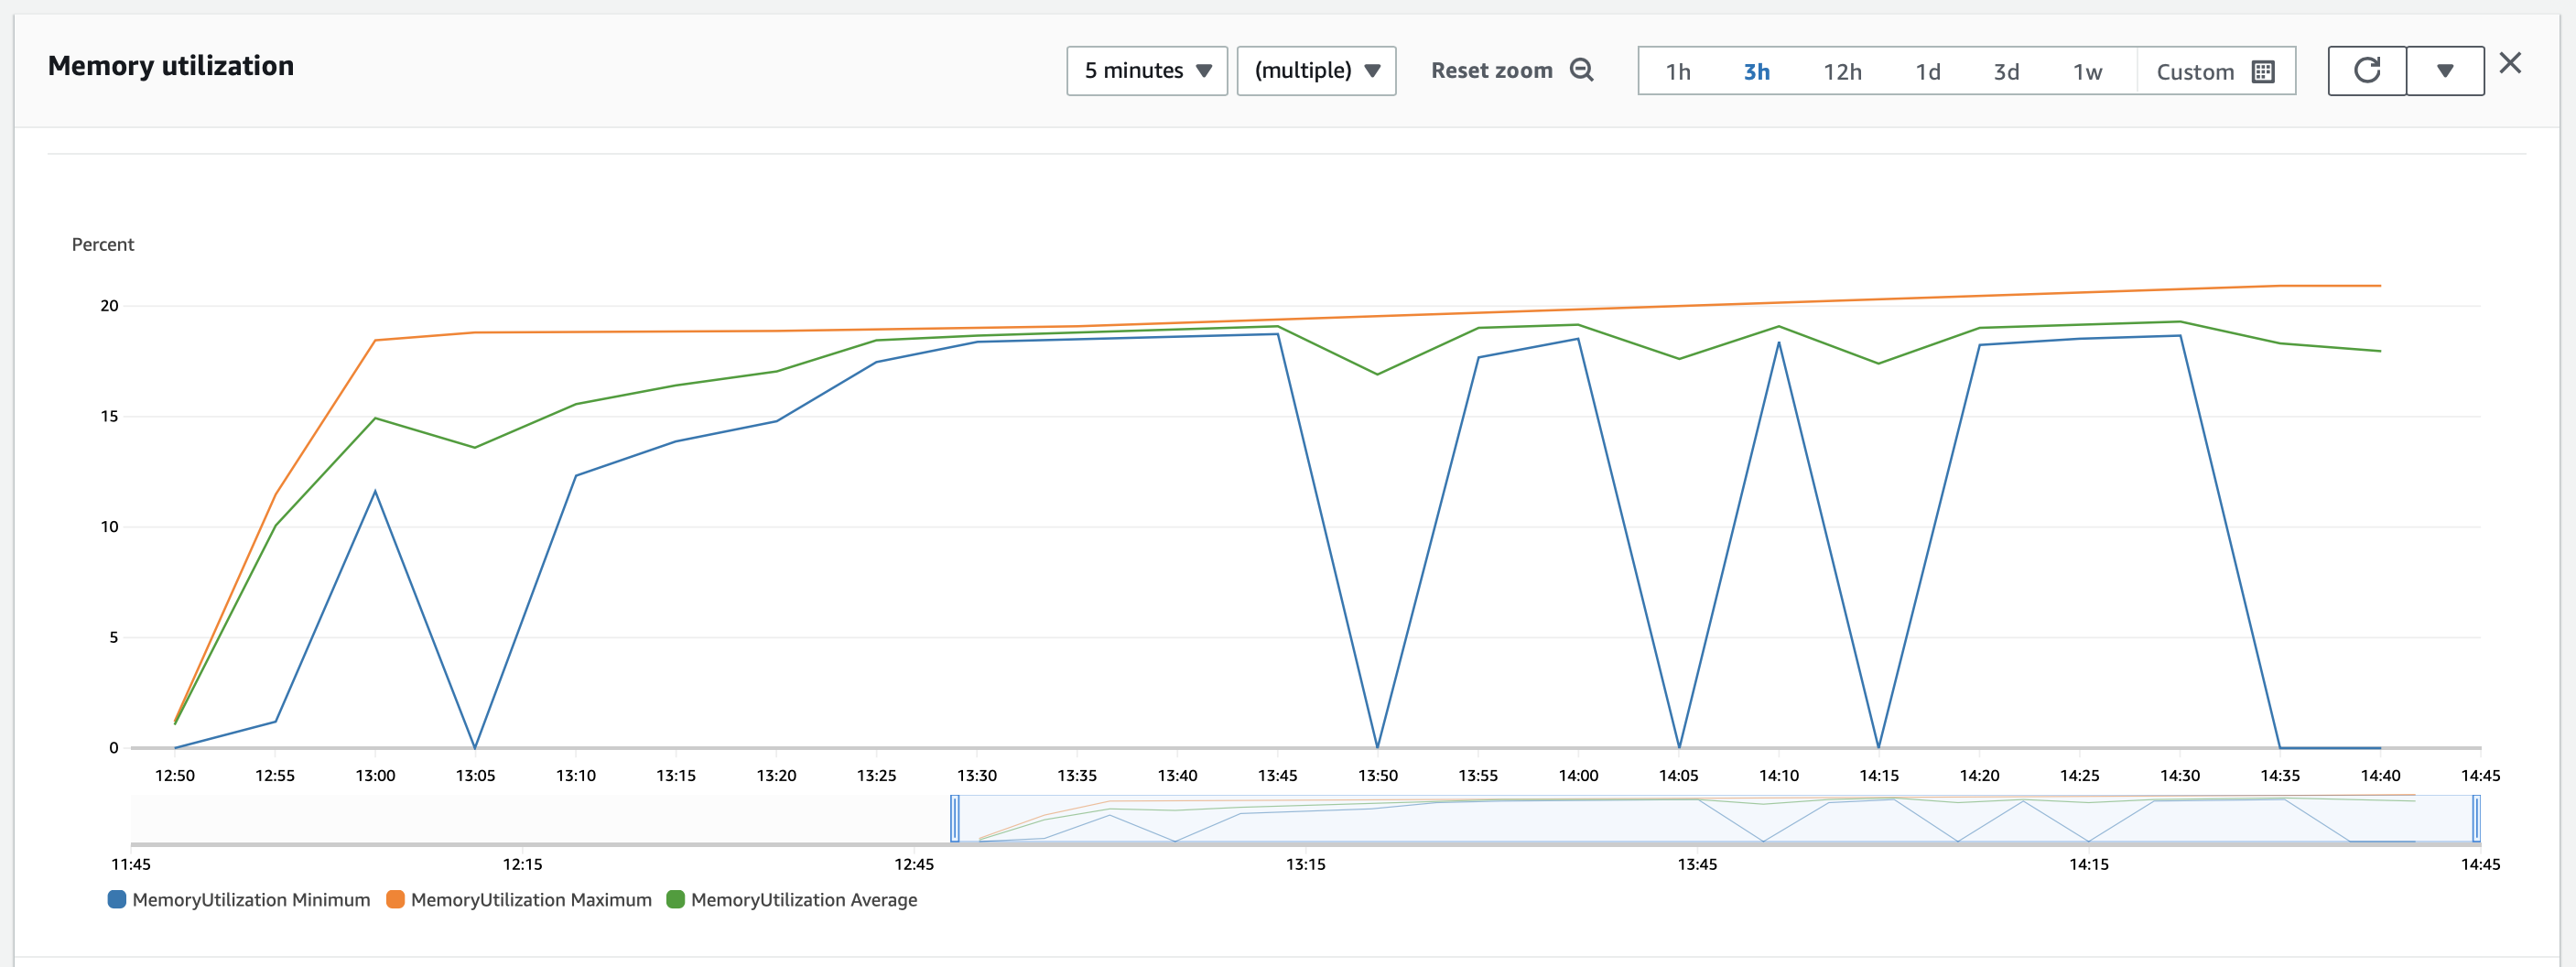 Memory utilization 5 minutes (multiple) Reset zoom 1h 3h 12h 1d 3d 1w Custom
Percent
20
15
10
5
0
12:50 12:55 13:00 13:05 13:10 13:15 13:20 13:25 13:30 13:35 13:40 13:45 13:50 13:55 14:00 14:05 14:10 14:15 14:20 14:25 14:30 14:35 14:40 14:45
11:45 12:15 12:45 13:15 13:45 14:15 14:45
MemoryUtilization Minimum MemoryUtilization Maximum MemoryUtilization Average